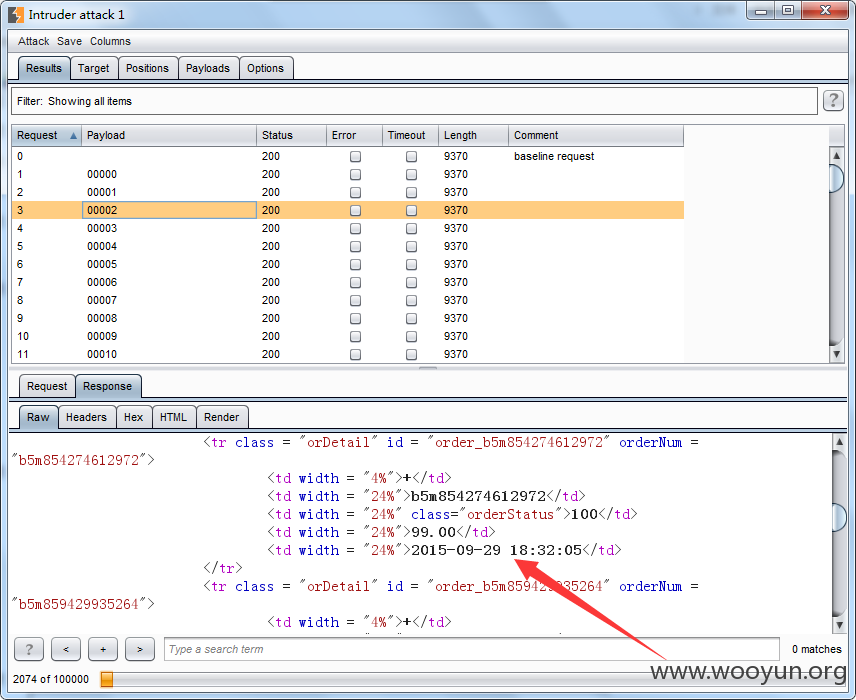 Intruder attack 1
Attack Save Columns
Results Target Positions Payloads Options
Filter: Showing all items
?
Request Payload Status Error Timeout Length Comment
0 200 9370 baseline request
1 00000 200 9370
2 00001 200 9370
3 00002 200 9370
4 00003 200 9370
5 00004 200 9370
6 00005 200 9370
7 00006 200 9370
8 00007 200 9370
9 00008 200 9370
10 00009 200 9370
11 00010 200 9370
Request Response
Raw Headers Hex HTML Render
<tr class = "orDetail" id = "order_b5m854274612972" orderNum =
"b5m854274612972">
<td width = "4%">+</td>
<td width = "24%">b5m854274612972</td>
<td width = "24%" class="orderStatus">100</td>
<td width = "24%">99.00</td>
<td width = "24%">2015-09-29 18:32:05</td>
</tr>
<tr class = "orDetail" id = "order_b5m859429935264" orderNum =
"b5m859429935264">
<td width = "4%">+</td>
? < + > Type a search term 0 matches
2074 of 100000
www.wooyun.org